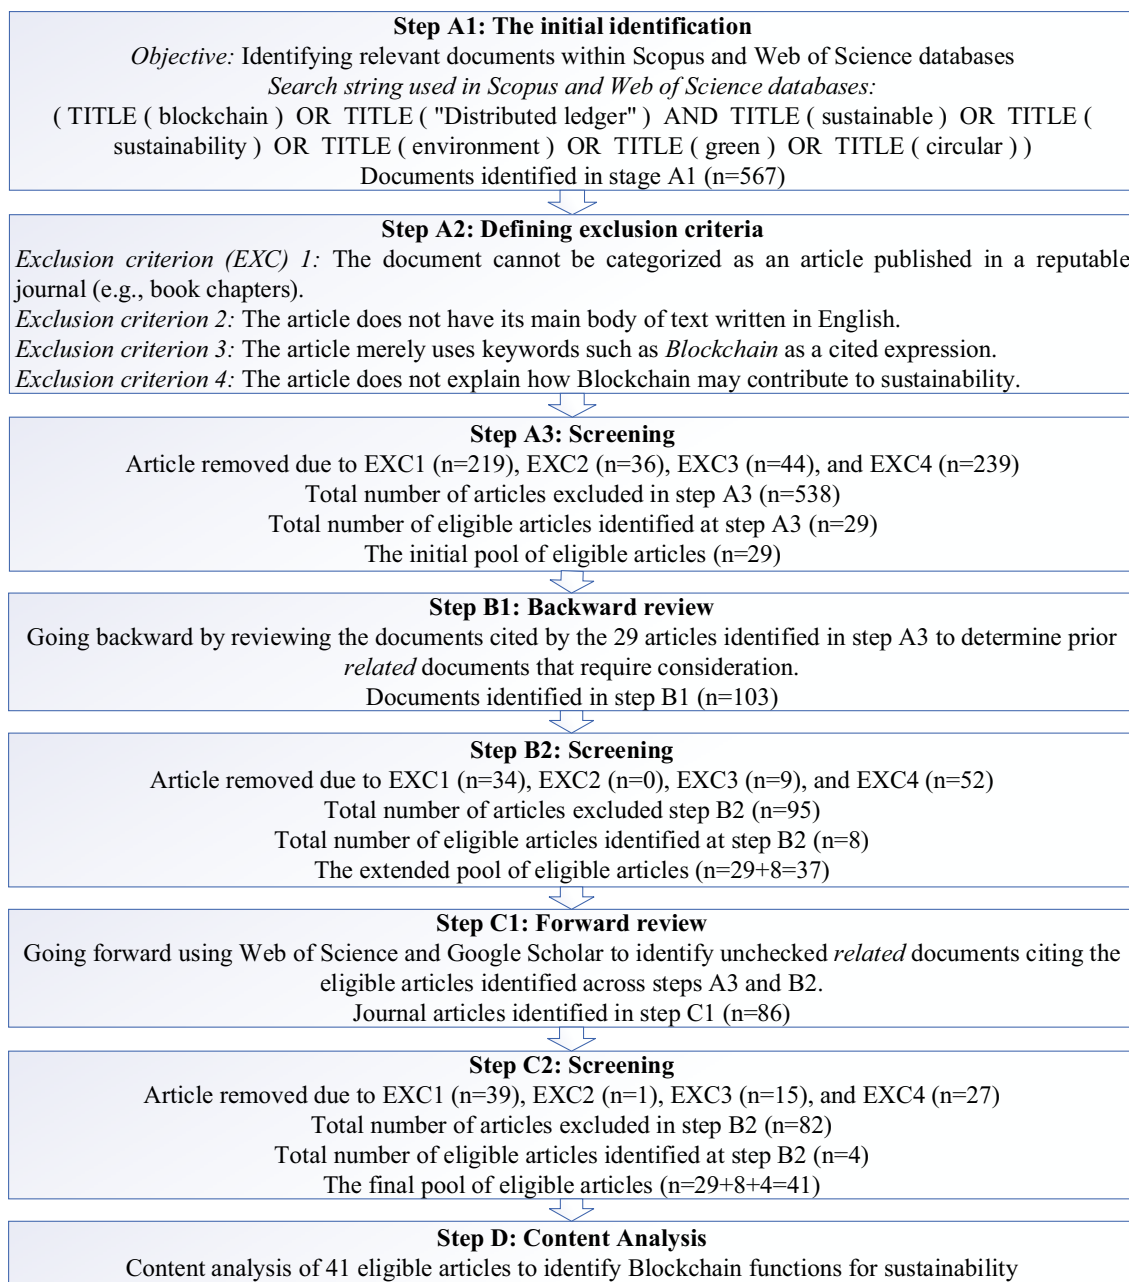 Step A1: The initial identification
Objective: Identifying relevant documents within Scopus and Web of Science databases
Search string used in Scopus and Web of Science databases:
( TITLE ( blockchain ) OR TITLE ( "Distributed ledger" ) AND TITLE ( sustainable ) OR TITLE (
sustainability ) OR TITLE ( environment ) OR TITLE ( green ) OR TITLE ( circular ) )
Documents identified in stage A1 (n=567)
Step A2: Defining exclusion criteria
Exclusion criterion (EXC) 1: The document cannot be categorized as an article published in a reputable
journal (e.g., book chapters).
Exclusion criterion 2: The article does not have its main body of text written in English.
Exclusion criterion 3: The article merely uses keywords such as Blockchain as a cited expression.
Exclusion criterion 4: The article does not explain how Blockchain may contribute to sustainability.
Step A3: Screening
Article removed due to EXC1 (n=219), EXC2 (n=36), EXC3 (n=44), and EXC4 (n=239)
Total number of articles excluded in step A3 (n=538)
Total number of eligible articles identified at step A3 (n=29)
The initial pool of eligible articles (n=29)
Step B1: Backward review
Going backward by reviewing the documents cited by the 29 articles identified in step A3 to determine prior
related documents that require consideration.
Documents identified in step B1 (n=103)
Step B2: Screening
Article removed due to EXC1 (n=34), EXC2 (n=0), EXC3 (n=9), and EXC4 (n=52)
Total number of articles excluded step B2 (n=95)
Total number of eligible articles identified at step B2 (n=8)
The extended pool of eligible articles (n=29+8=37)
Step C1: Forward review
Going forward using Web of Science and Google Scholar to identify unchecked related documents citing the
eligible articles identified across steps A3 and B2.
Journal articles identified in step C1 (n=86)
Step C2: Screening
Article removed due to EXC1 (n=39), EXC2 (n=1), EXC3 (n=15), and EXC4 (n=27)
Total number of articles excluded in step B2 (n=82)
Total number of eligible articles identified at step B2 (n=4)
The final pool of eligible articles (n=29+8+4=41)
Step D: Content Analysis
Content analysis of 41 eligible articles to identify Blockchain functions for sustainability